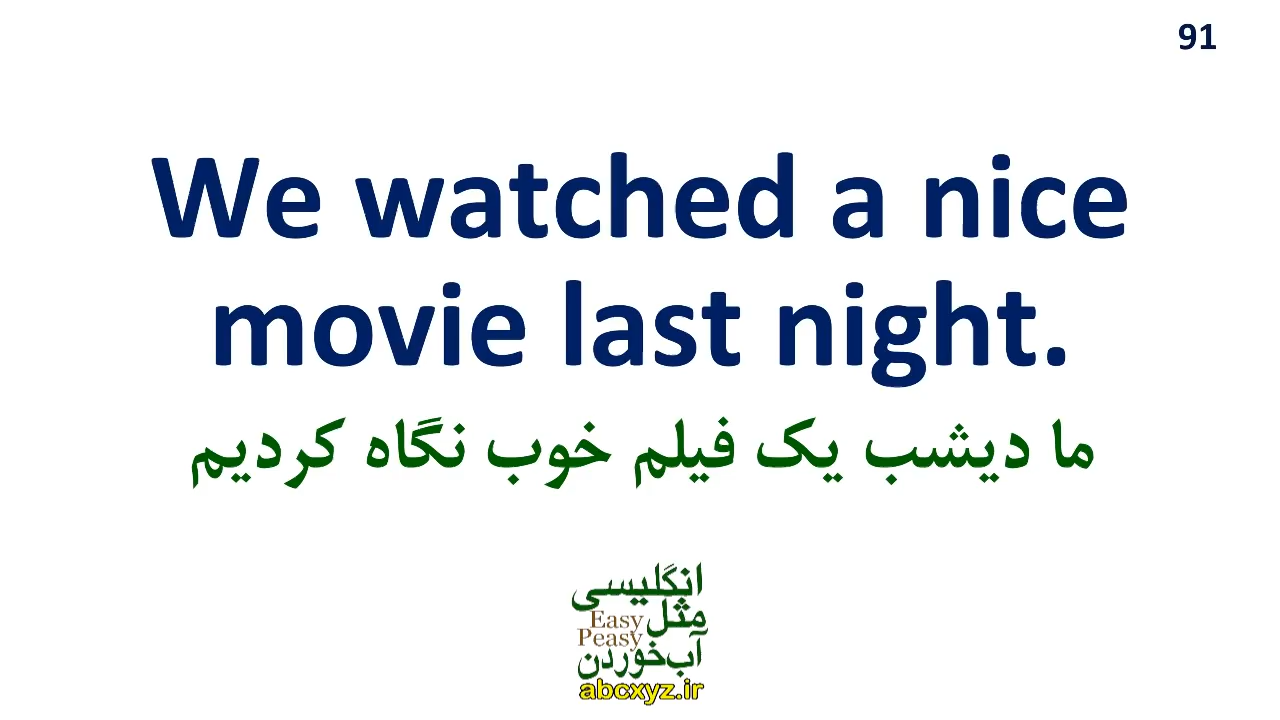 91
We watched a nice
movie last night.
ما دیشب یک فیلم خوب نگاه کردیم
انگلیسی
مثل
Easy
Peasy
آب‌خوردن
abcxyz.ir